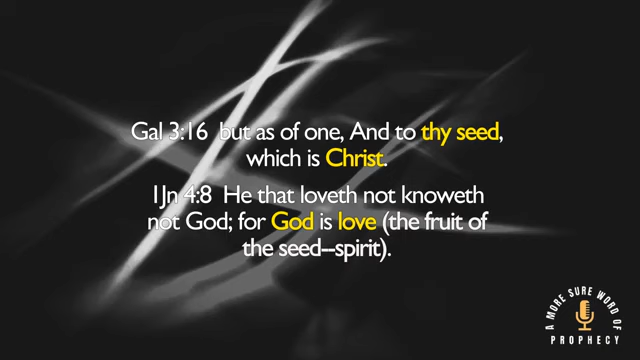 Gal 3:16  but as of one, And to thy seed,
which is Christ.
1Jn 4:8  He that loveth not knoweth
not God; for God is love (the fruit of
the seed--spirit).
A MORE SURE WORD OF
PROPHECY